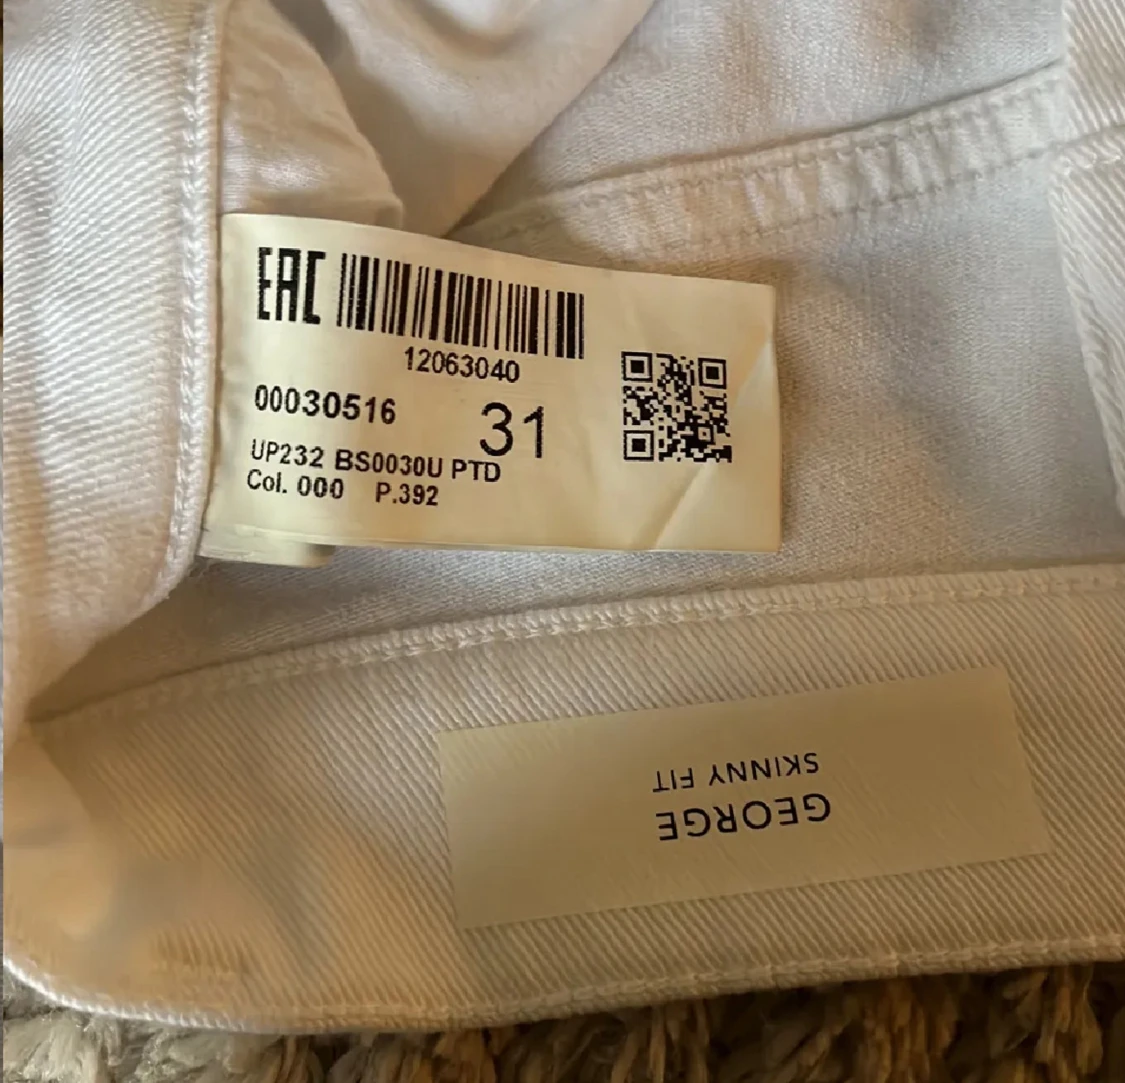 EAC
12063040
00030516 31
UP232 BS0030U PTD
Col. 000 P.392
GEORGE
SKINNY FIT